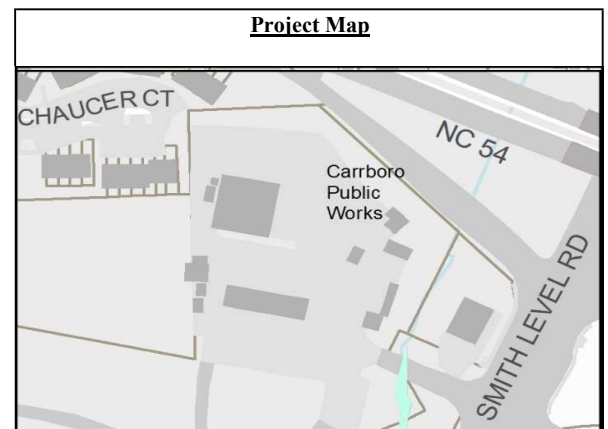 Project Map
CHAUCER CT
NC 54
Carrboro
Public
Works
SMITH LEVEL RD